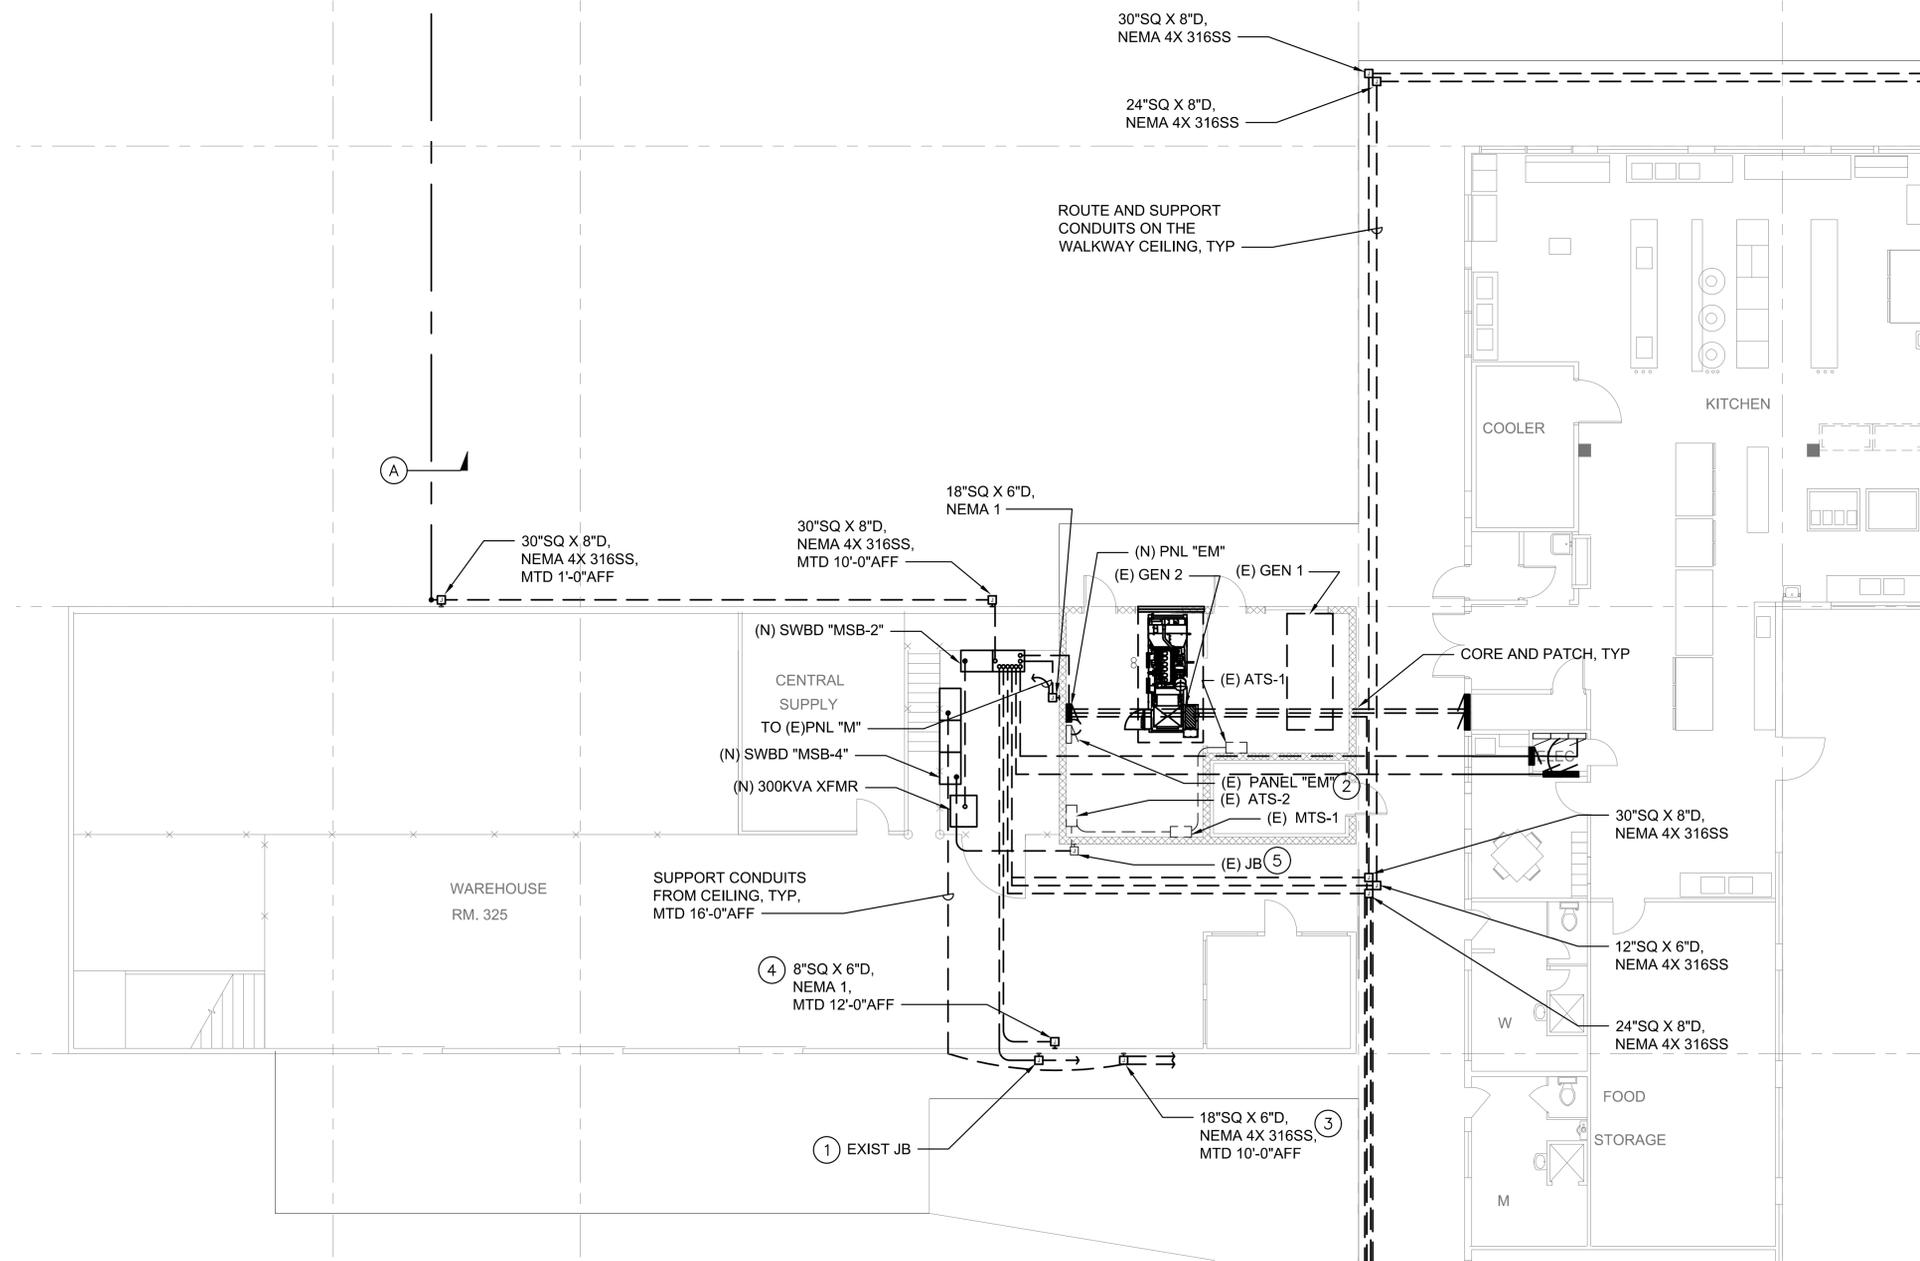 30"SQ X 8"D,
NEMA 4X 316SS
24"SQ X 8"D,
NEMA 4X 316SS
ROUTE AND SUPPORT
CONDUITS ON THE
WALKWAY CEILING, TYP
KITCHEN
COOLER
A
18"SQ X 6"D,
NEMA 1
30"SQ X 8"D,
NEMA 4X 316SS,
MTD 10'-0"AFF
30"SQ X 8"D,
NEMA 4X 316SS,
MTD 1'-0"AFF
(N) PNL "EM"
(E) GEN 2
(E) GEN 1
(N) SWBD "MSB-2"
CORE AND PATCH, TYP
CENTRAL
SUPPLY
(E) ATS-1
TO (E)PNL "M"
(N) SWBD "MSB-4"
ELEC
(N) 300KVA XFMR
(E) PANEL "EM" 2
(E) ATS-2
(E) MTS-1
30"SQ X 8"D,
NEMA 4X 316SS
(E) JB 5
SUPPORT CONDUITS
FROM CEILING, TYP,
MTD 16'-0"AFF
WAREHOUSE
RM. 325
12"SQ X 6"D,
NEMA 4X 316SS
4 8"SQ X 6"D,
NEMA 1,
MTD 12'-0"AFF
W
24"SQ X 8"D,
NEMA 4X 316SS
FOOD
STORAGE
18"SQ X 6"D,
NEMA 4X 316SS, 3
MTD 10'-0"AFF
1 EXIST JB
M